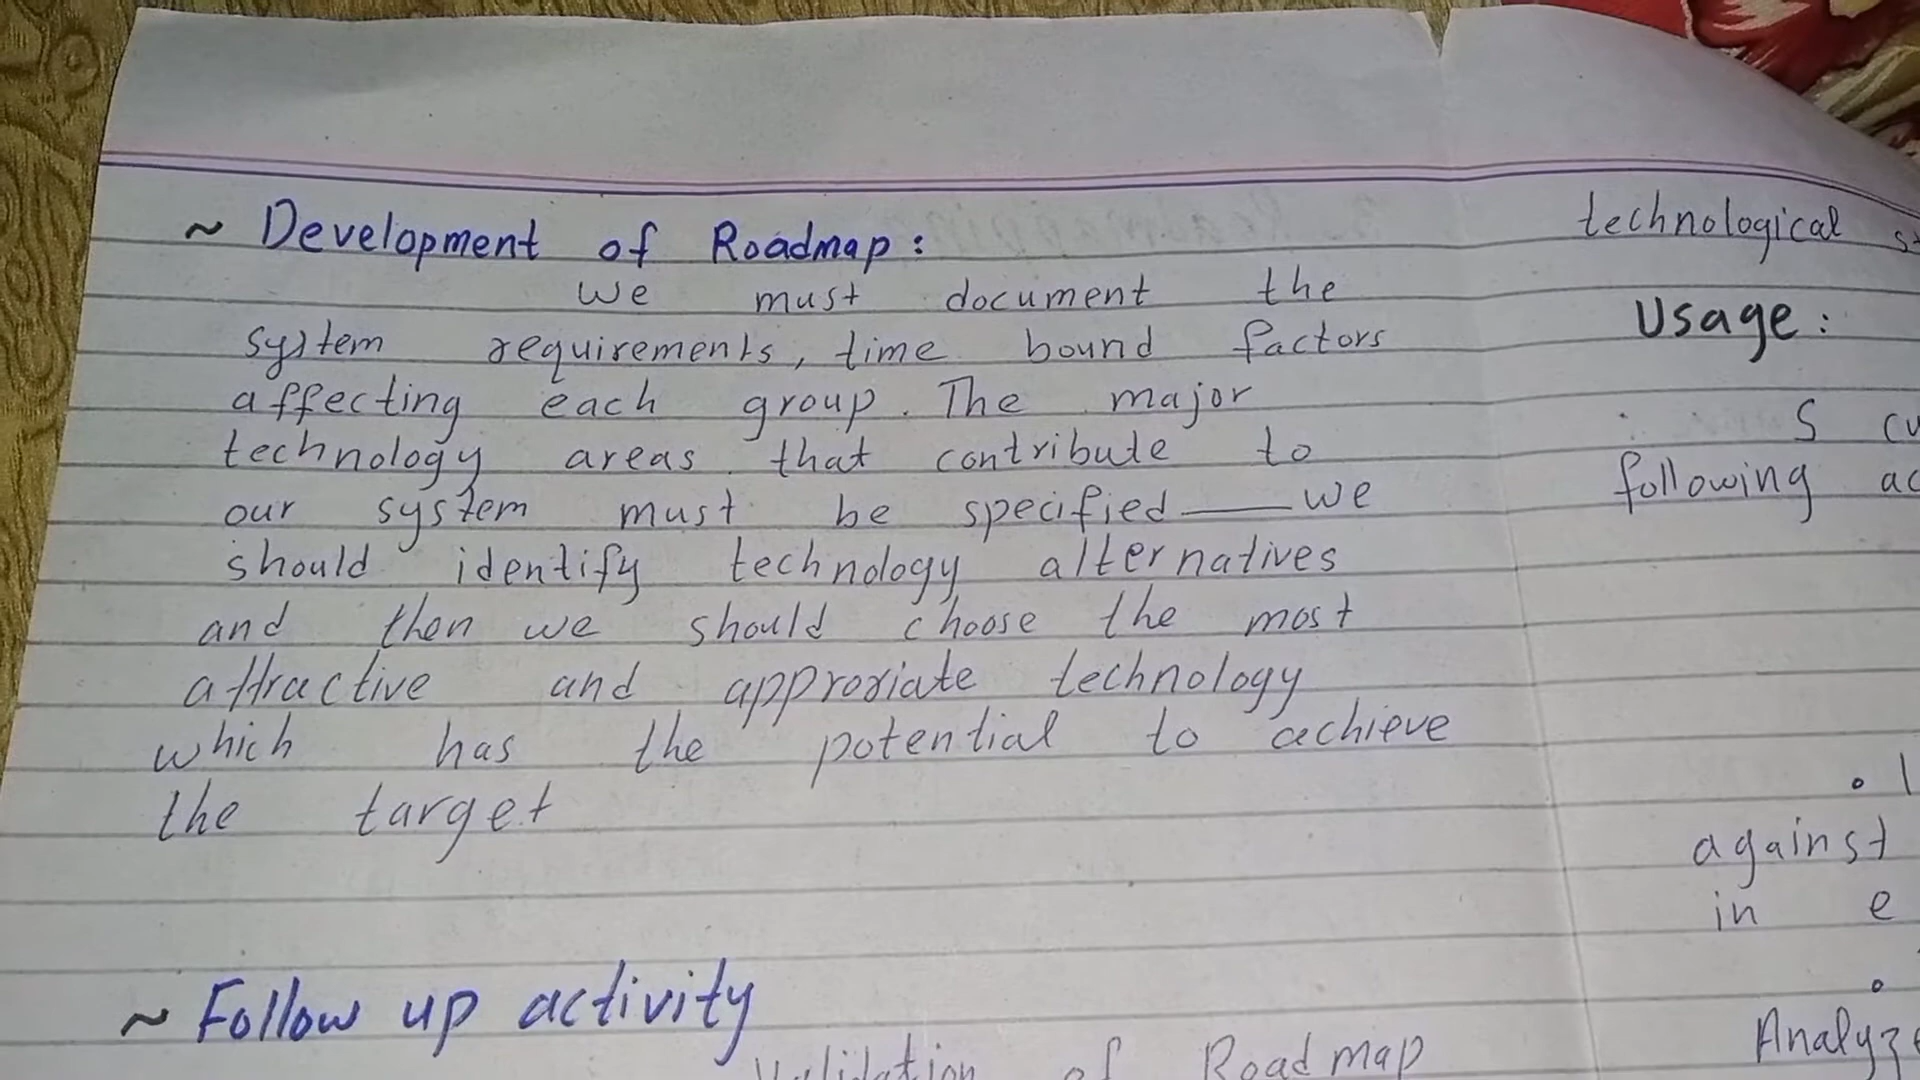 ~ Development of Roadmap:
we must document the
system requirements, time bound factors
affecting each group. The major
technology areas that contribute to
our system must be specified — we
should identify technology alternatives
and then we should choose the most
attractive and approriate technology
which has the potential to achieve
the target
~ Follow up activity
Validation of Roadmap
technological
Usage:
S
following
against
in